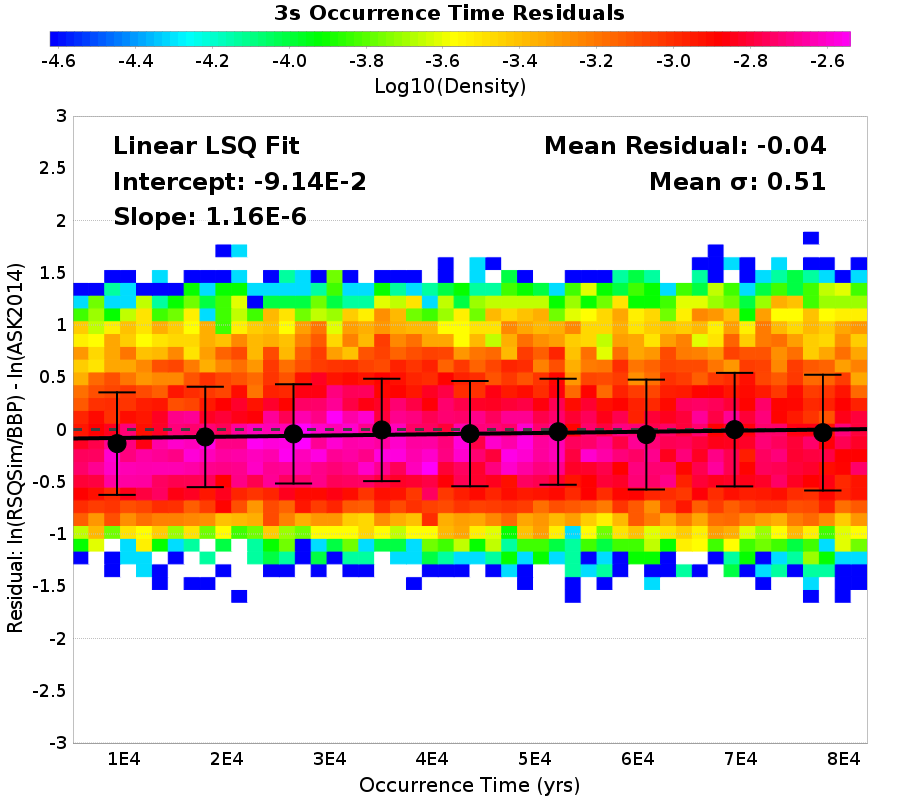 3s Occurrence Time Residuals
-4.6 -4.4 -4.2 -4.0 -3.8 -3.6 -3.4 -3.2 -3.0 -2.8 -2.6
Log10(Density)
Linear LSQ Fit
Intercept: -9.14E-2
Slope: 1.16E-6
Mean Residual: -0.04
Mean σ: 0.51
Residual: ln(RSQSim/BBP) - ln(ASK2014)
3
2.5
2
1.5
1
0.5
0
-0.5
-1
-1.5
-2
-2.5
-3
1E4 2E4 3E4 4E4 5E4 6E4 7E4 8E4
Occurrence Time (yrs)